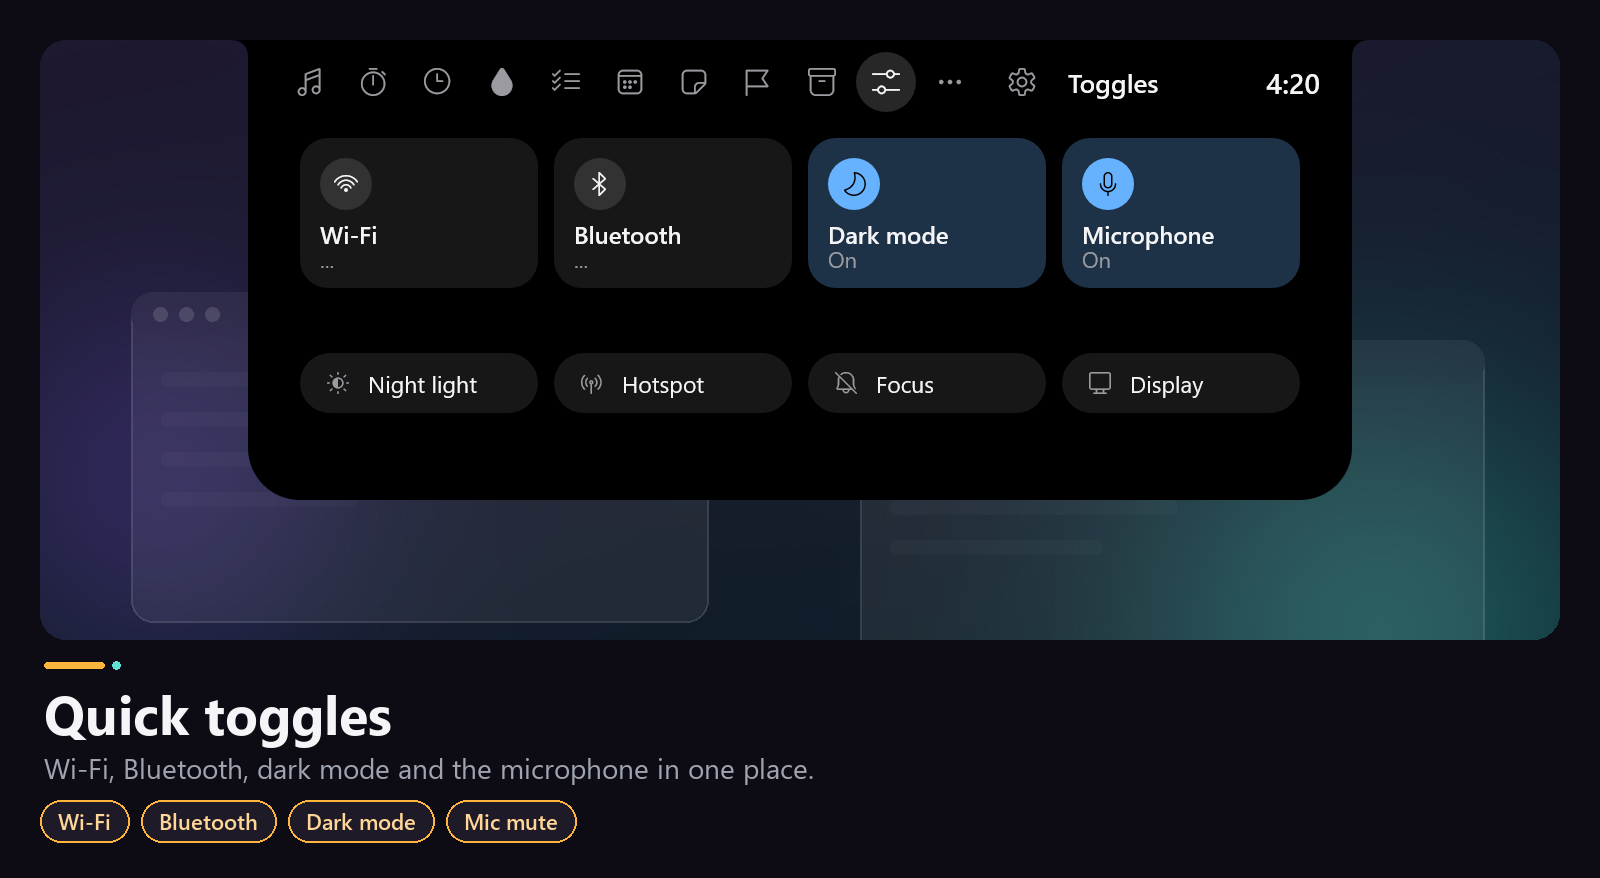 Toggles 4:20
Wi-Fi
...
Bluetooth
...
Dark mode
On
Microphone
On
Night light
Hotspot
Focus
Display
Quick toggles
Wi-Fi, Bluetooth, dark mode and the microphone in one place.
Wi-Fi
Bluetooth
Dark mode
Mic mute